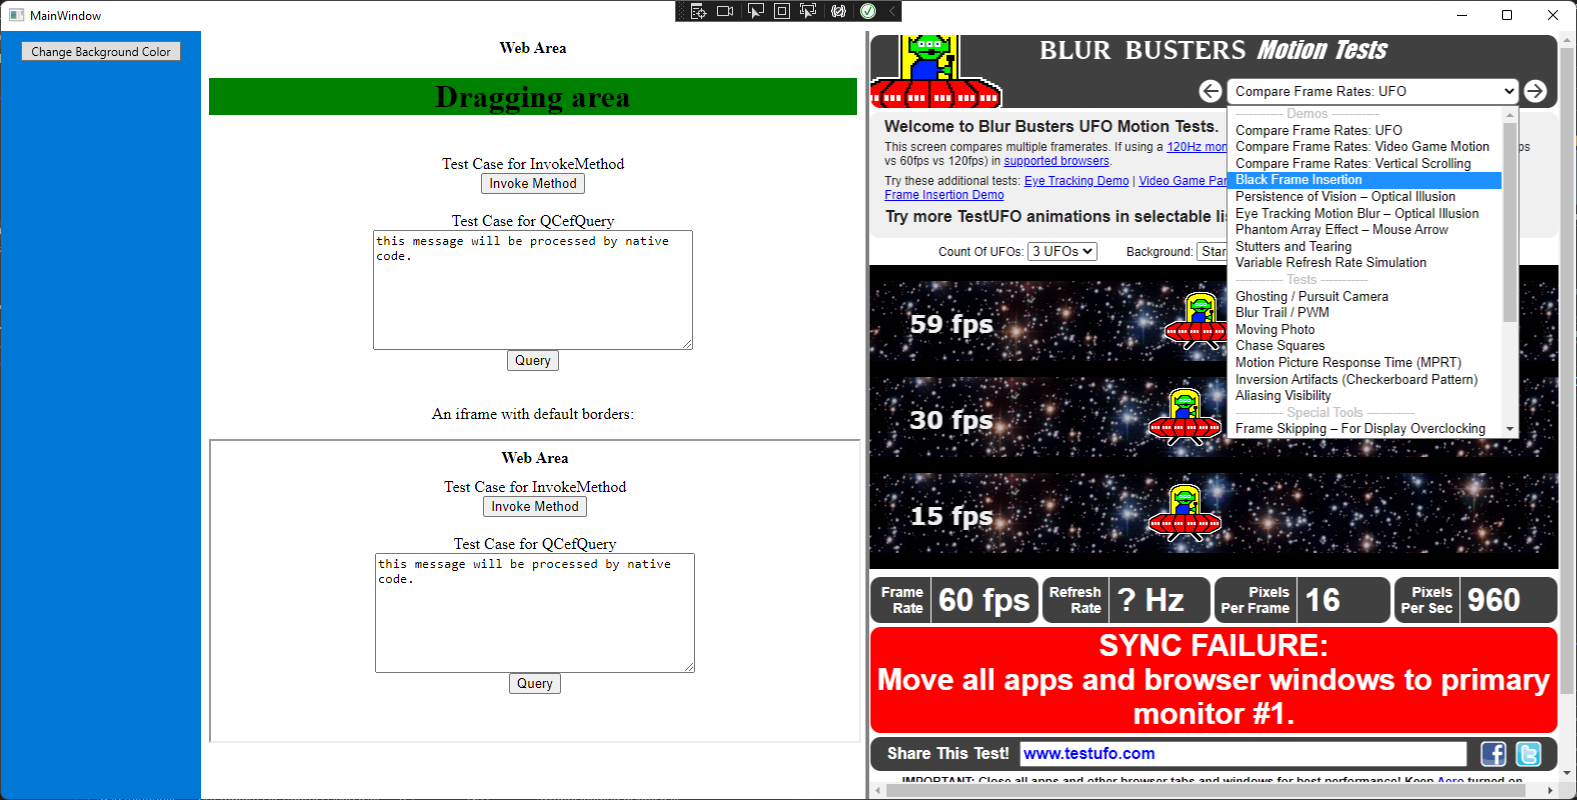 MainWindow
Change Background Color
Web Area
Dragging area
Test Case for InvokeMethod
Invoke Method
Test Case for QCefQuery
this message will be processed by native
code.
Query
An iframe with default borders:
Web Area
Test Case for InvokeMethod
Invoke Method
Test Case for QCefQuery
this message will be processed by native
code.
Query
BLUR BUSTERS Motion Tests
Compare Frame Rates: UFO
Demos
Compare Frame Rates: UFO
Compare Frame Rates: Video Game Motion
Compare Frame Rates: Vertical Scrolling
Black Frame Insertion
Persistence of Vision – Optical Illusion
Eye Tracking Motion Blur – Optical Illusion
Phantom Array Effect – Mouse Arrow
Stutters and Tearing
Variable Refresh Rate Simulation
Tests
Ghosting / Pursuit Camera
Blur Trail / PWM
Moving Photo
Chase Squares
Motion Picture Response Time (MPRT)
Inversion Artifacts (Checkerboard Pattern)
Aliasing Visibility
Special Tools
Frame Skipping – For Display Overclocking
Welcome to Blur Busters UFO Motion Tests.
This screen compares multiple framerates. If using a 120Hz
vs 60fps vs 120fps) in supported browsers.
Try these additional tests: Eye Tracking Demo | Video Game
Frame Insertion Demo
Try more TestUFO animations in selectable
Count Of UFOs: 3 UFOs Background:
59 fps
30 fps
15 fps
Frame Rate 60 fps
Refresh Rate ? Hz
Pixels Per Frame 16
Pixels Per Sec 960
SYNC FAILURE:
Move all apps and browser windows to primary
monitor #1.
Share This Test! www.testufo.com
IMPORTANT: Close all apps and other browser tabs and windows for best performance! Keep Aero turned on